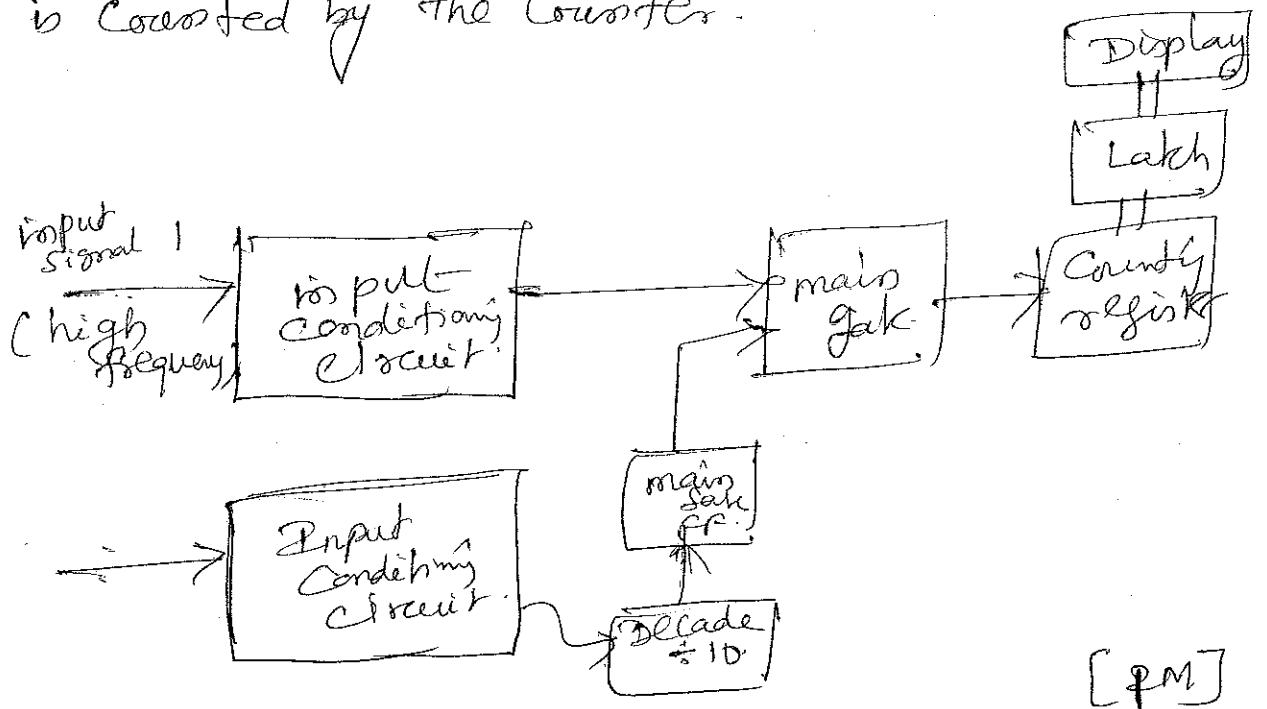 is counted by the counter.
Display
Latch
input
signal 1
(high
frequency)
input
conditioning
circuit.
main
gate.
Counting
register
main
gate
FF.
Input
conditioning
circuit.
Decade
÷10